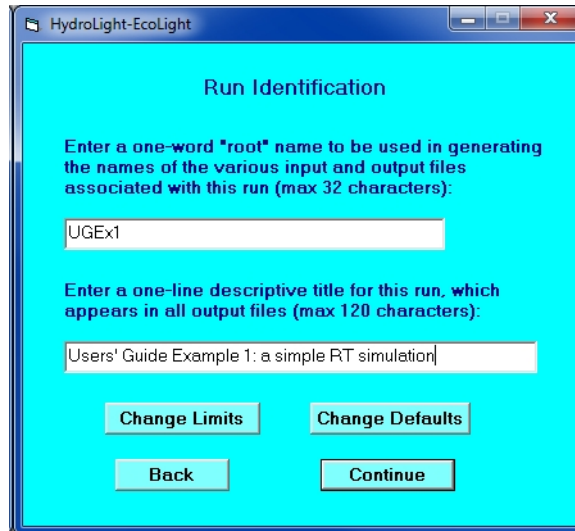 HydroLight-EcoLight
Run Identification
Enter a one-word "root" name to be used in generating
the names of the various input and output files
associated with this run (max 32 characters):
UGEx1
Enter a one-line descriptive title for this run, which
appears in all output files (max 120 characters):
Users' Guide Example 1: a simple RT simulation
Change Limits
Change Defaults
Back
Continue